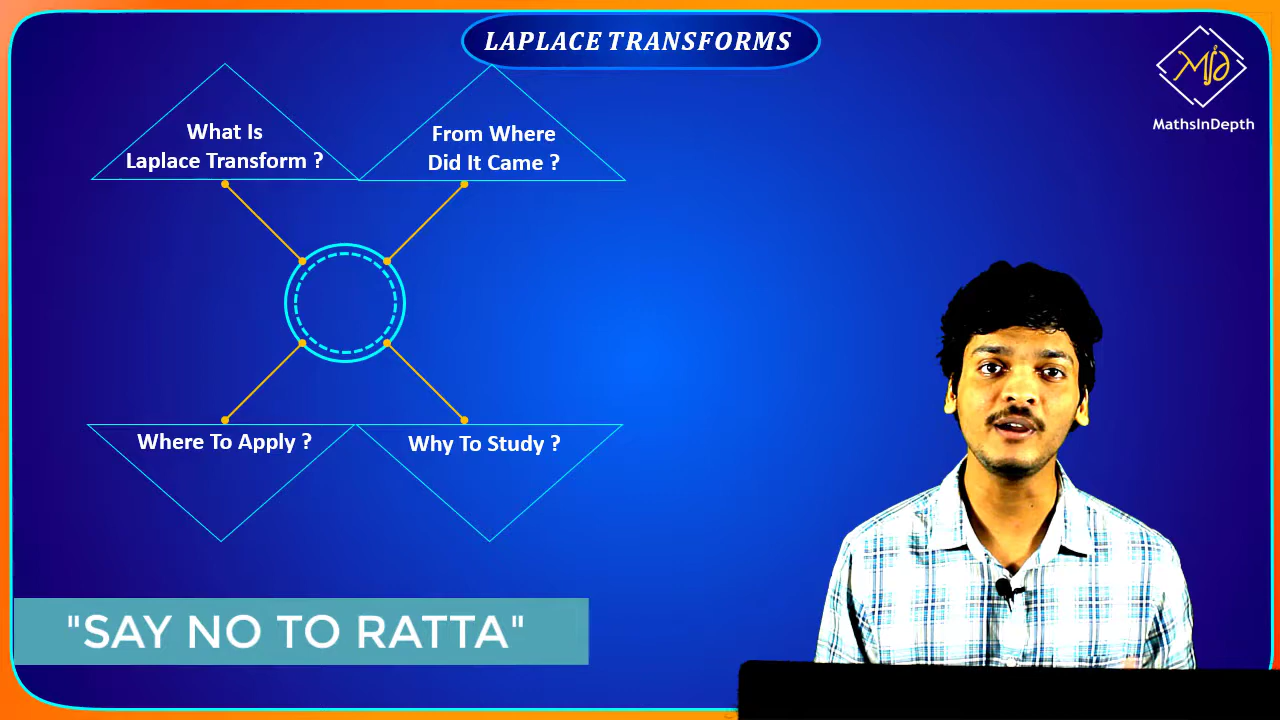 LAPLACE TRANSFORMS
MJD
MathsInDepth
What Is
Laplace Transform ?
From Where
Did It Came ?
Where To Apply ?
Why To Study ?
"SAY NO TO RATTA"